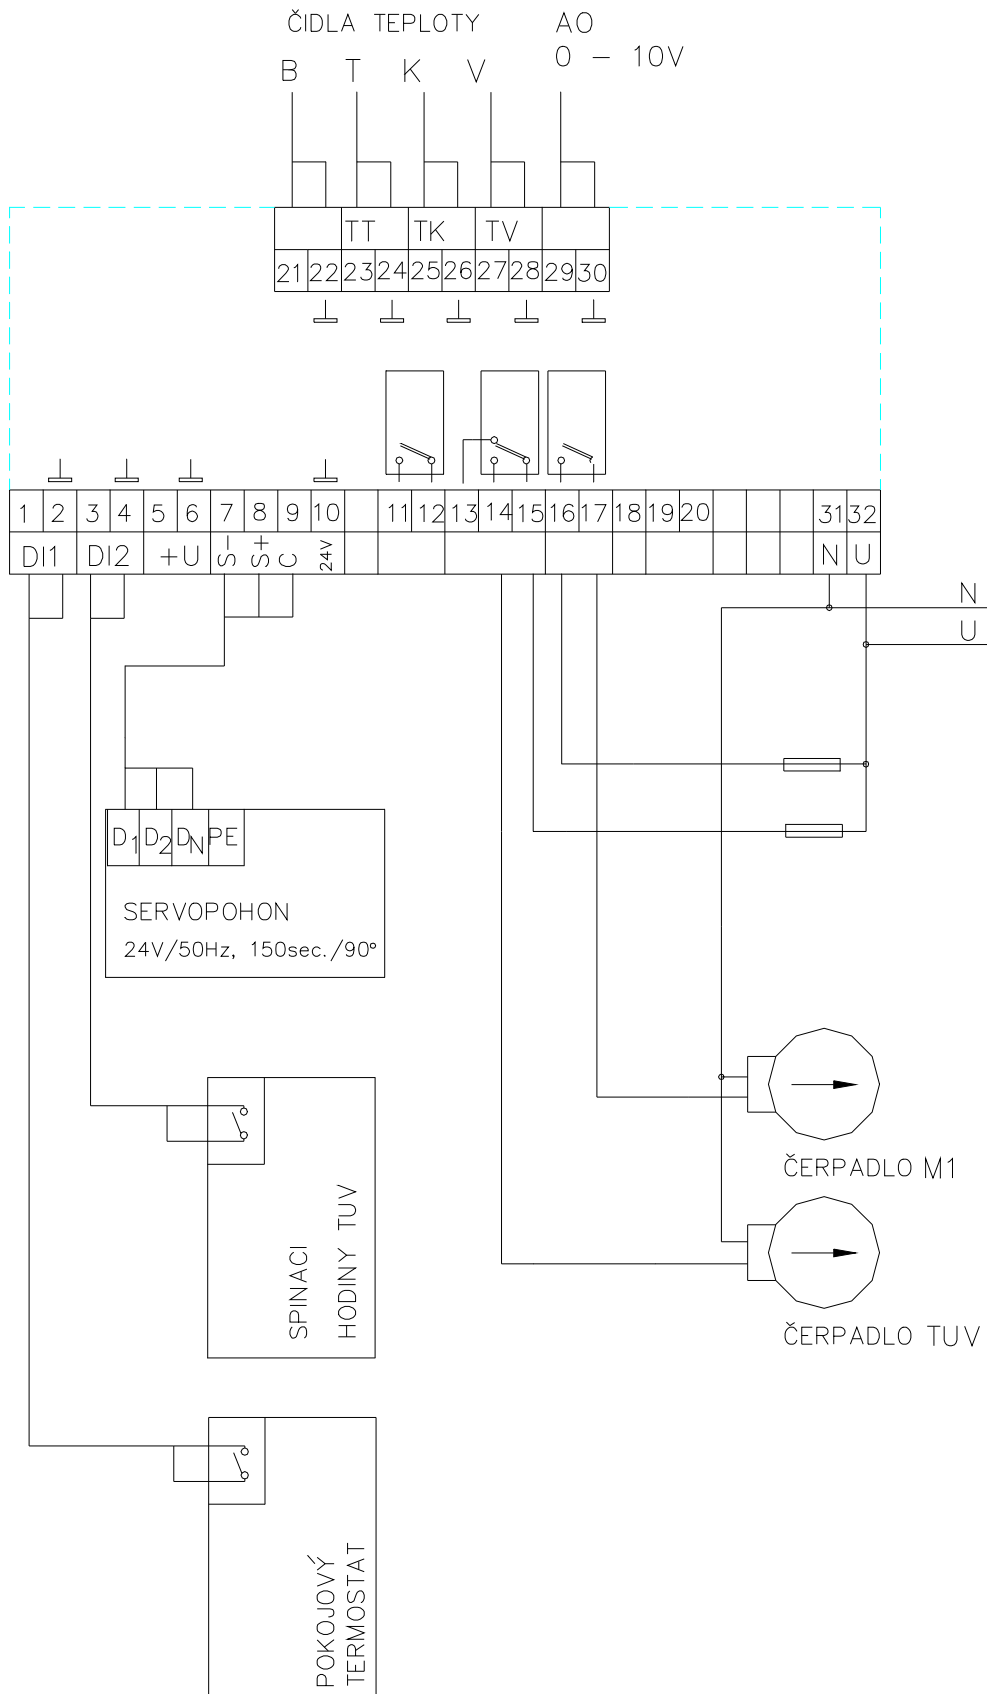 ČIDLA TEPLOTY
AO
0 – 10V
B T K V
TT TK TV
21 22 23 24 25 26 27 28 29 30
1 2 3 4 5 6 7 8 9 10 11 12 13 14 15 16 17 18 19 20 31 32
DI1 DI2 +U S- S+ C 24V N U
N
U
D1 D2 DN PE
SERVOPOHON
24V/50Hz, 150sec./90°
ČERPADLO M1
SPINACI
HODINY TUV
ČERPADLO TUV
POKOJOVÝ
TERMOSTAT